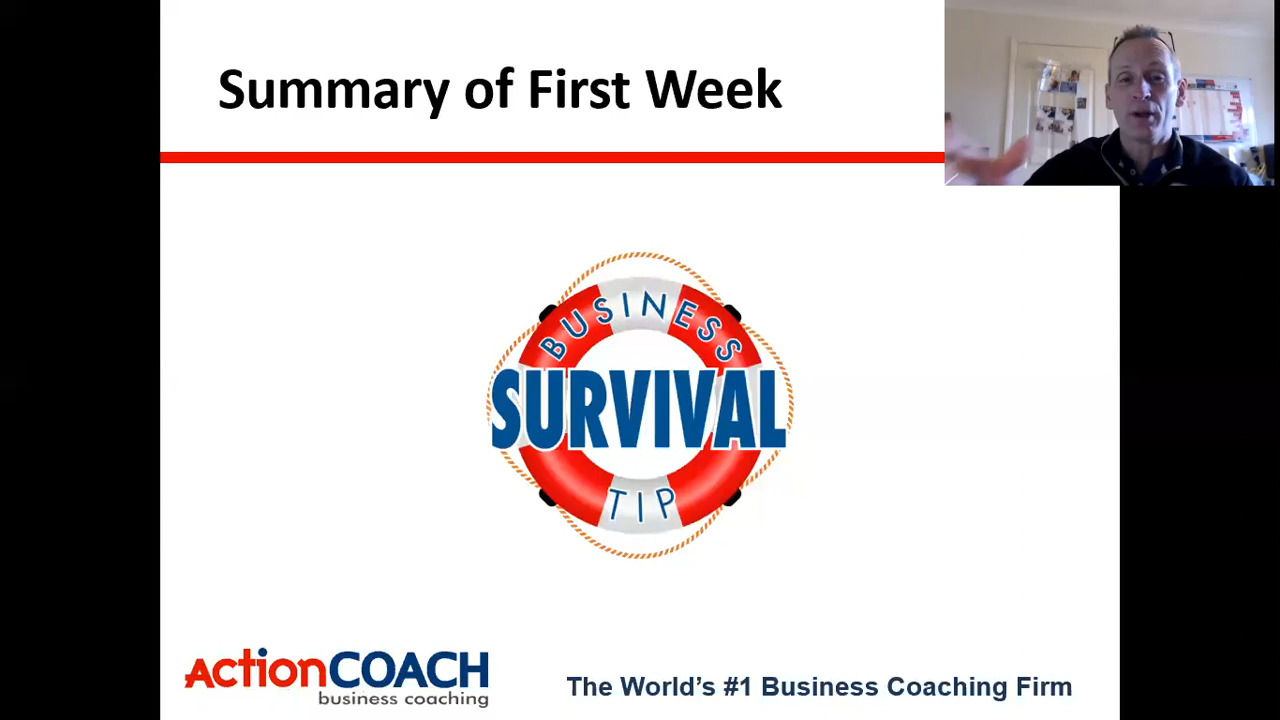 Summary of First Week
BUSINESS
SURVIVAL
TIP
ActionCOACH
business coaching
The World's #1 Business Coaching Firm